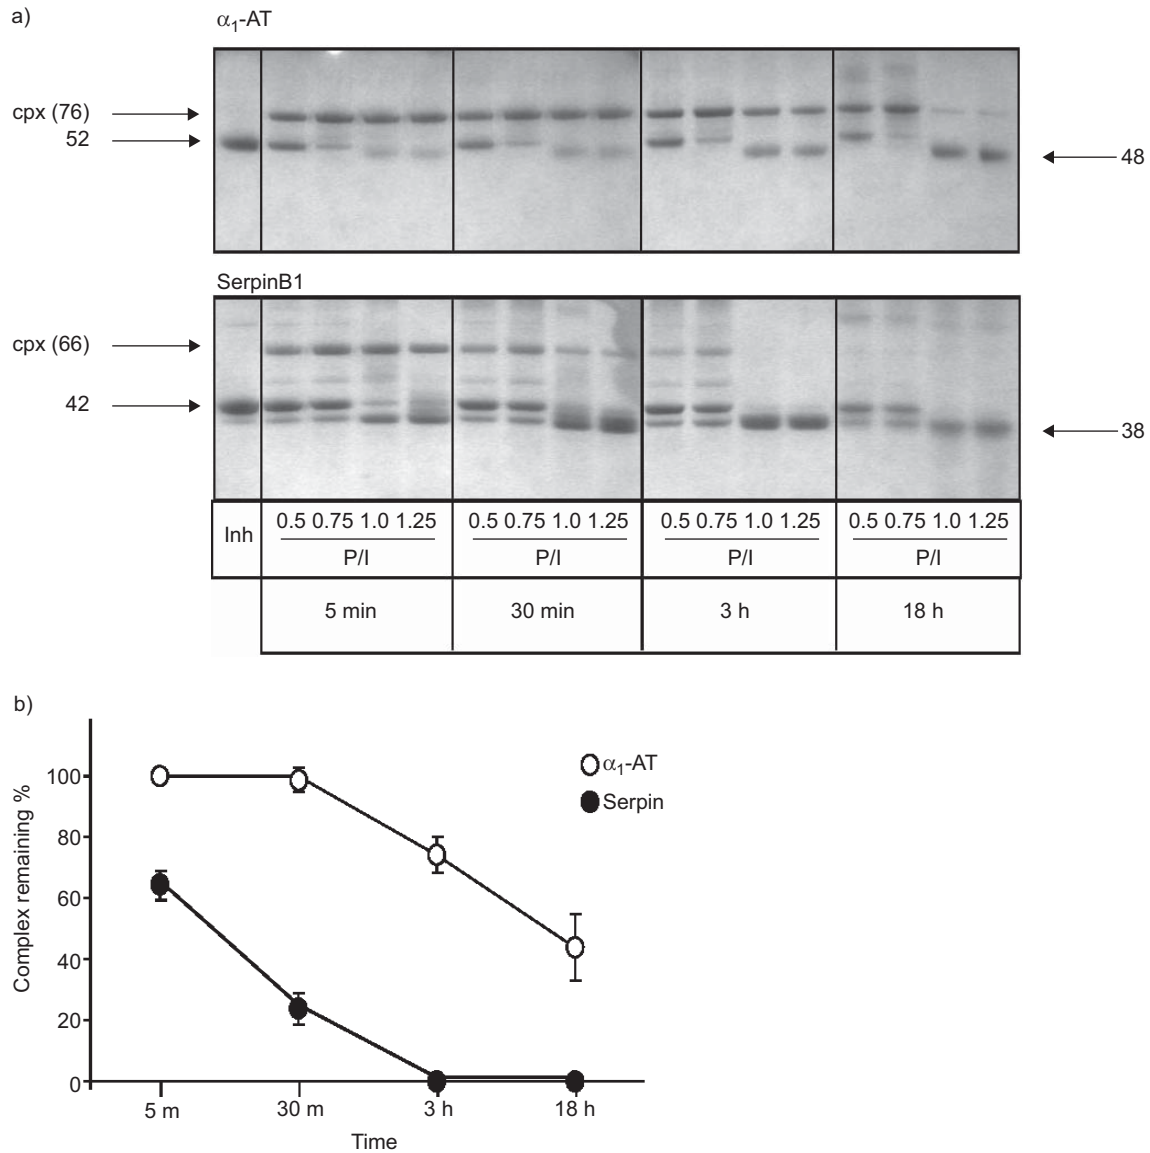 a)
α1-AT
cpx (76)
52
48
SerpinB1
cpx (66)
42
38
Inh
0.5 0.75 1.0 1.25 0.5 0.75 1.0 1.25 0.5 0.75 1.0 1.25 0.5 0.75 1.0 1.25
P/I P/I P/I P/I
5 min 30 min 3 h 18 h
b)
α1-AT
Serpin
Complex remaining %
100
80
60
40
20
0
5 m 30 m 3 h 18 h
Time